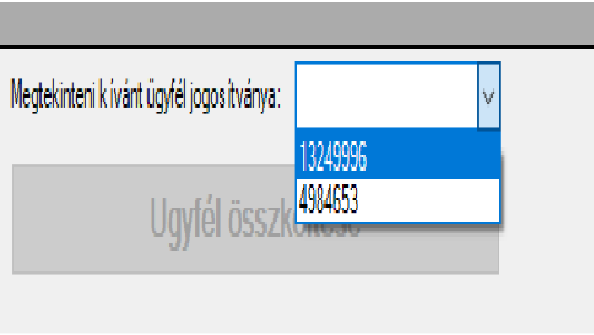 Megtekinteni kívánt ügyfél jogosítványa:
13249996
4984653
Ügyfél